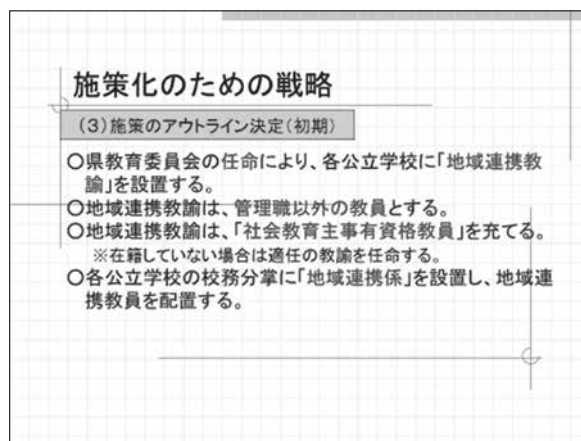 施策化のための戦略
(3)施策のアウトライン決定(初期)
○県教育委員会の任命により、各公立学校に「地域連携教
諭」を設置する。
○地域連携教諭は、管理職以外の教員とする。
○地域連携教諭は、「社会教育主事有資格教員」を充てる。
※在籍していない場合は適任の教諭を任命する。
○各公立学校の校務分掌に「地域連携係」を設置し、地域連
携教員を配置する。